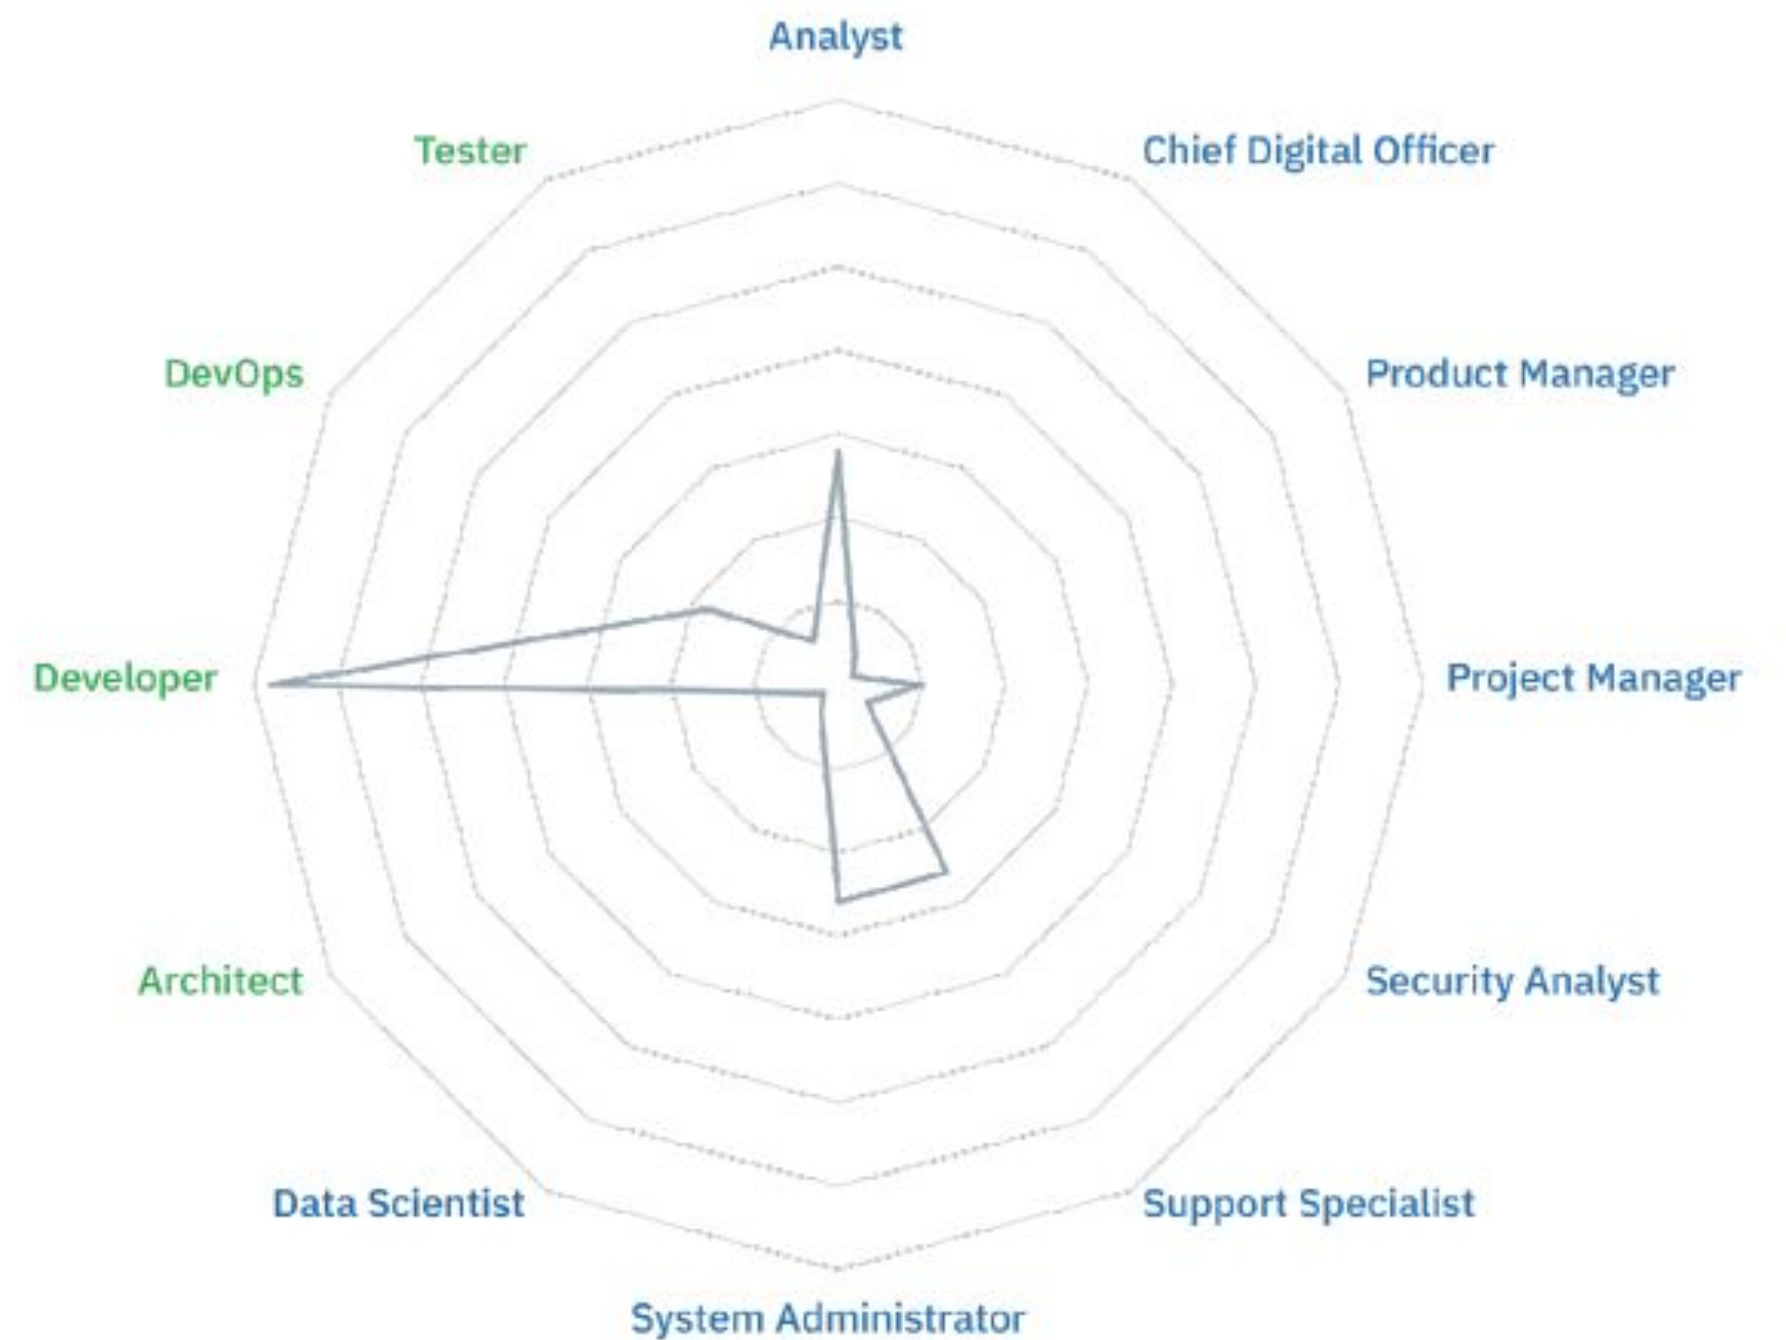 Analyst
Tester
Chief Digital Officer
DevOps
Product Manager
Developer
Project Manager
Architect
Security Analyst
Data Scientist
Support Specialist
System Administrator